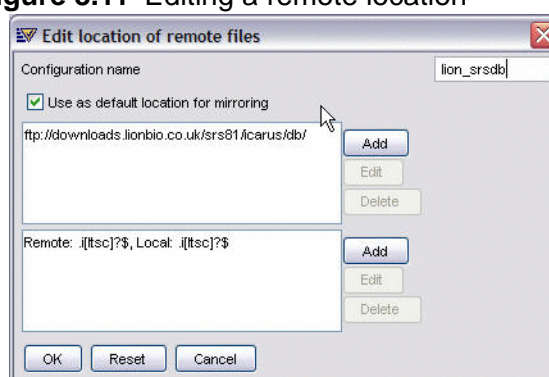 Figure 3.11 Editing a remote location
Edit location of remote files
Configuration name
lion_srsdb
Use as default location for mirroring
ftp://downloads.lionbio.co.uk/srs81/icarus/db/
Add
Edit
Delete
Remote: .i[ltsc]?$, Local: .i[ltsc]?$
Add
Edit
Delete
OK Reset Cancel